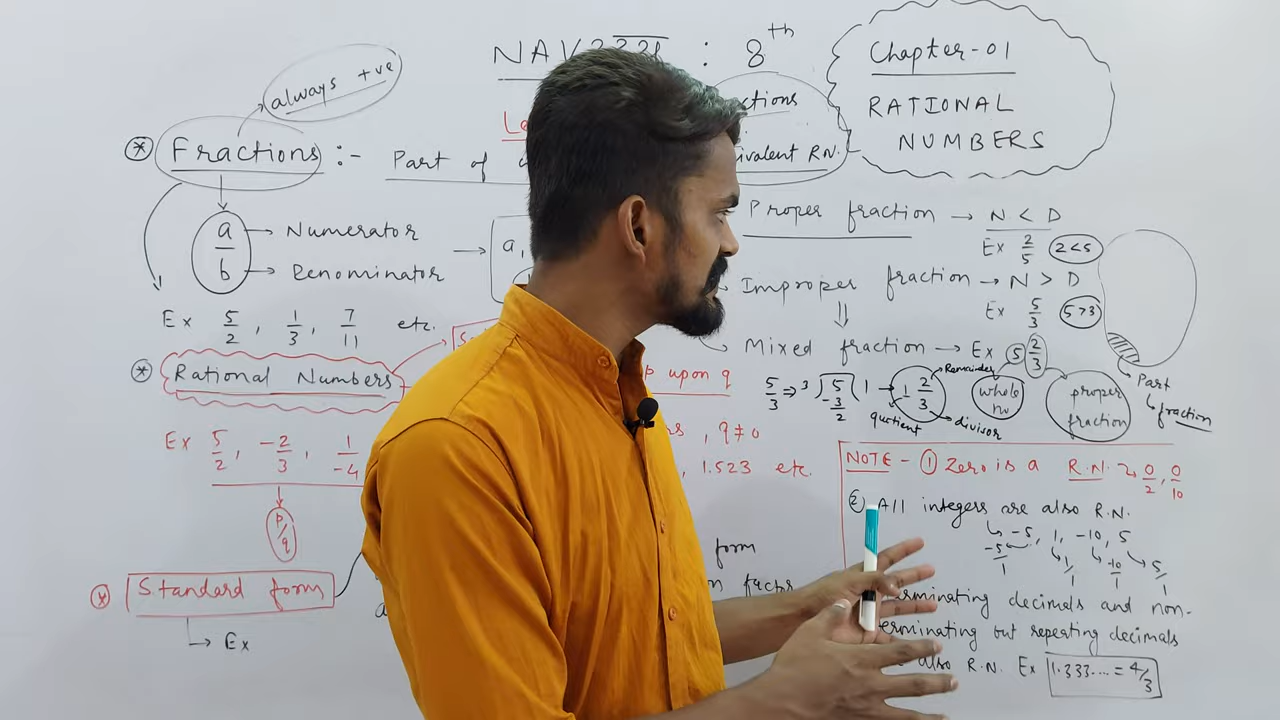 : 8th
Chapter-01
RATIONAL
NUMBERS
always +ve
* Fractions :- Part of
ivalent R.N.
a/b
Numerator
Denominator
a,
Ex 5/2, 1/3, 7/11 etc.
Proper fraction → N < D
Ex 2/5 2<5
Improper fraction → N > D
Ex 5/3 5>3
Mixed fraction → Ex 5 2/3
whole no
proper fraction
Part
fraction
5/3 ⇒ 3 5 1 → 1 2/3
-3
2
Remainder
quotient
divisor
* Rational Numbers
p upon q
Ex 5/2, -2/3, 1/-4
, q≠0
, 1.523 etc.
p/q
* Standard form
Ex
form
NOTE - ① Zero is a R.N. 0/2, 0/10
② All integers are also R.N.
-5, 1, -10, 5
-5/1 1/1 -10/1 5/1
decimals and non-
but repeating decimals
also R.N. Ex 1.333.... = 4/3